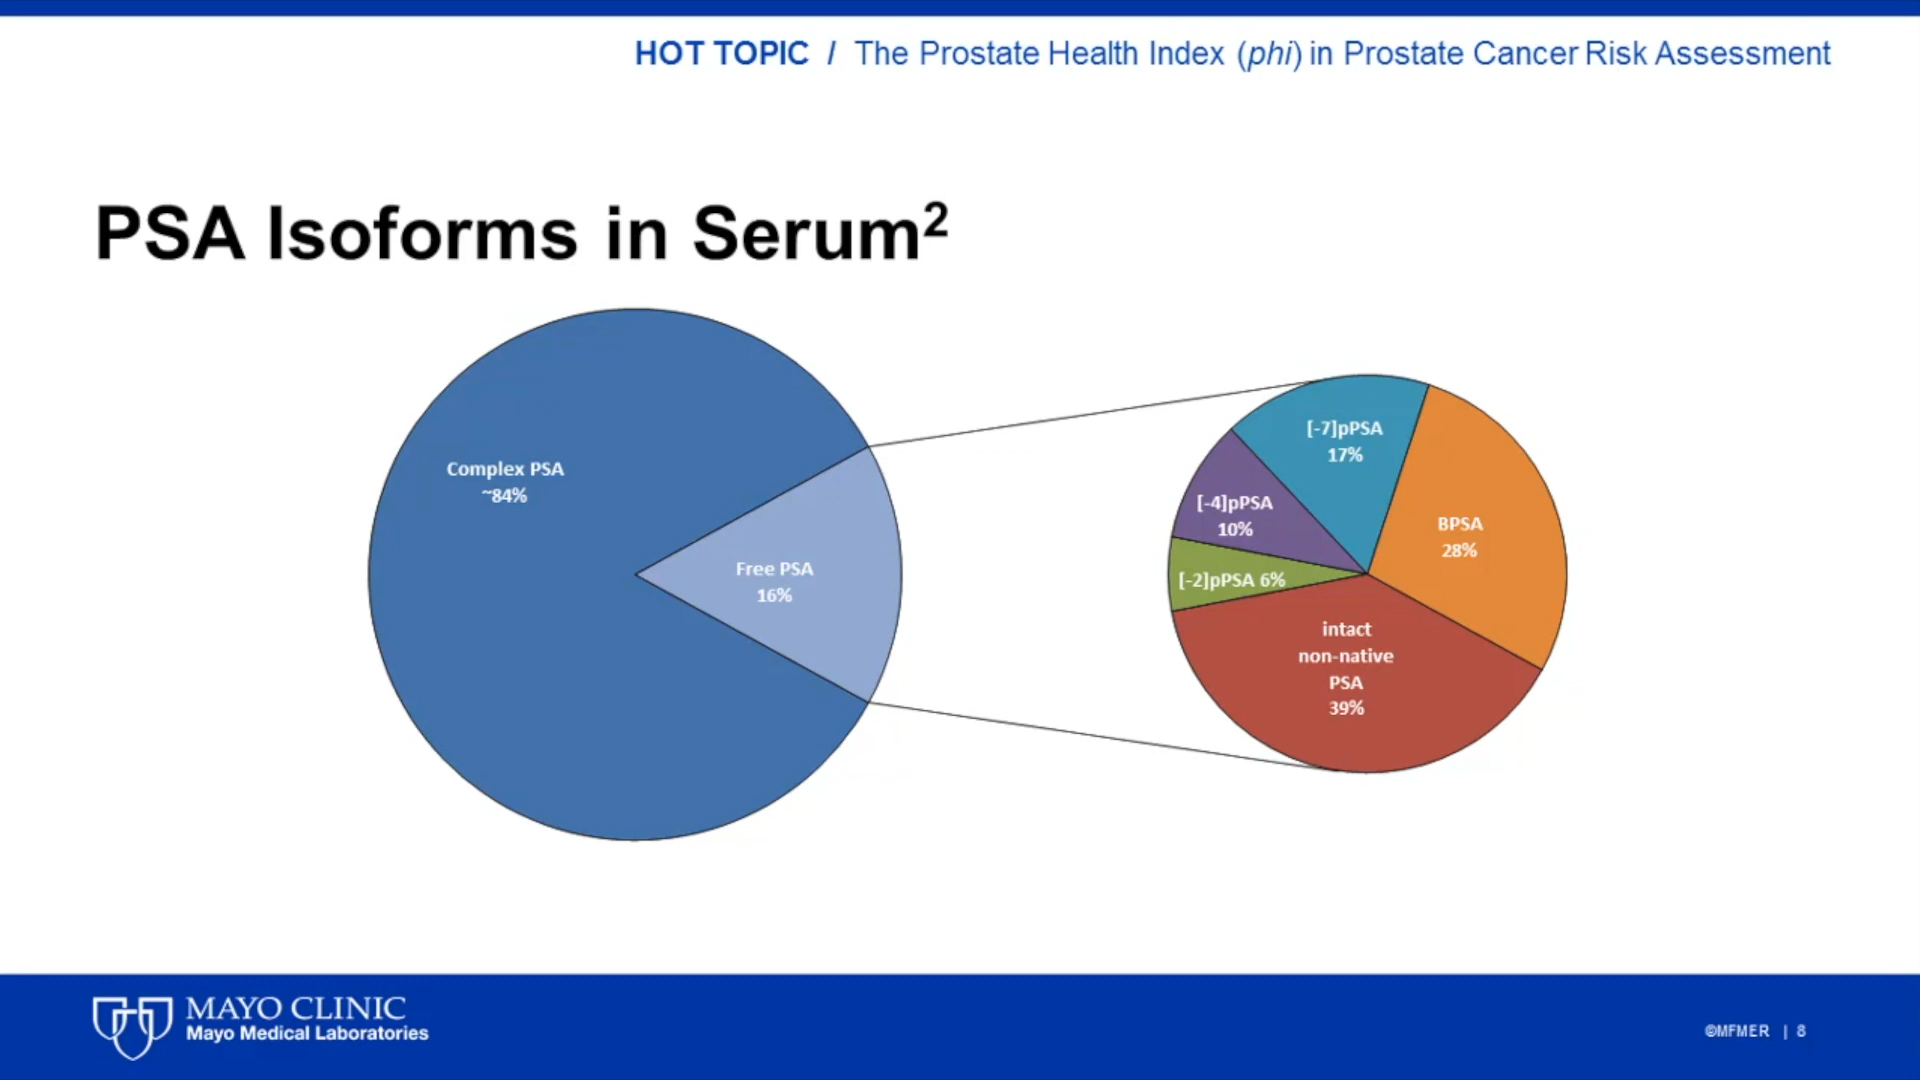 HOT TOPIC / The Prostate Health Index (phi) in Prostate Cancer Risk Assessment
PSA Isoforms in Serum²
Complex PSA
~84%
Free PSA
16%
[-7]pPSA
17%
[-4]pPSA
10%
[-2]pPSA 6%
BPSA
28%
intact
non-native
PSA
39%
MAYO CLINIC
Mayo Medical Laboratories
©MFMER | 8